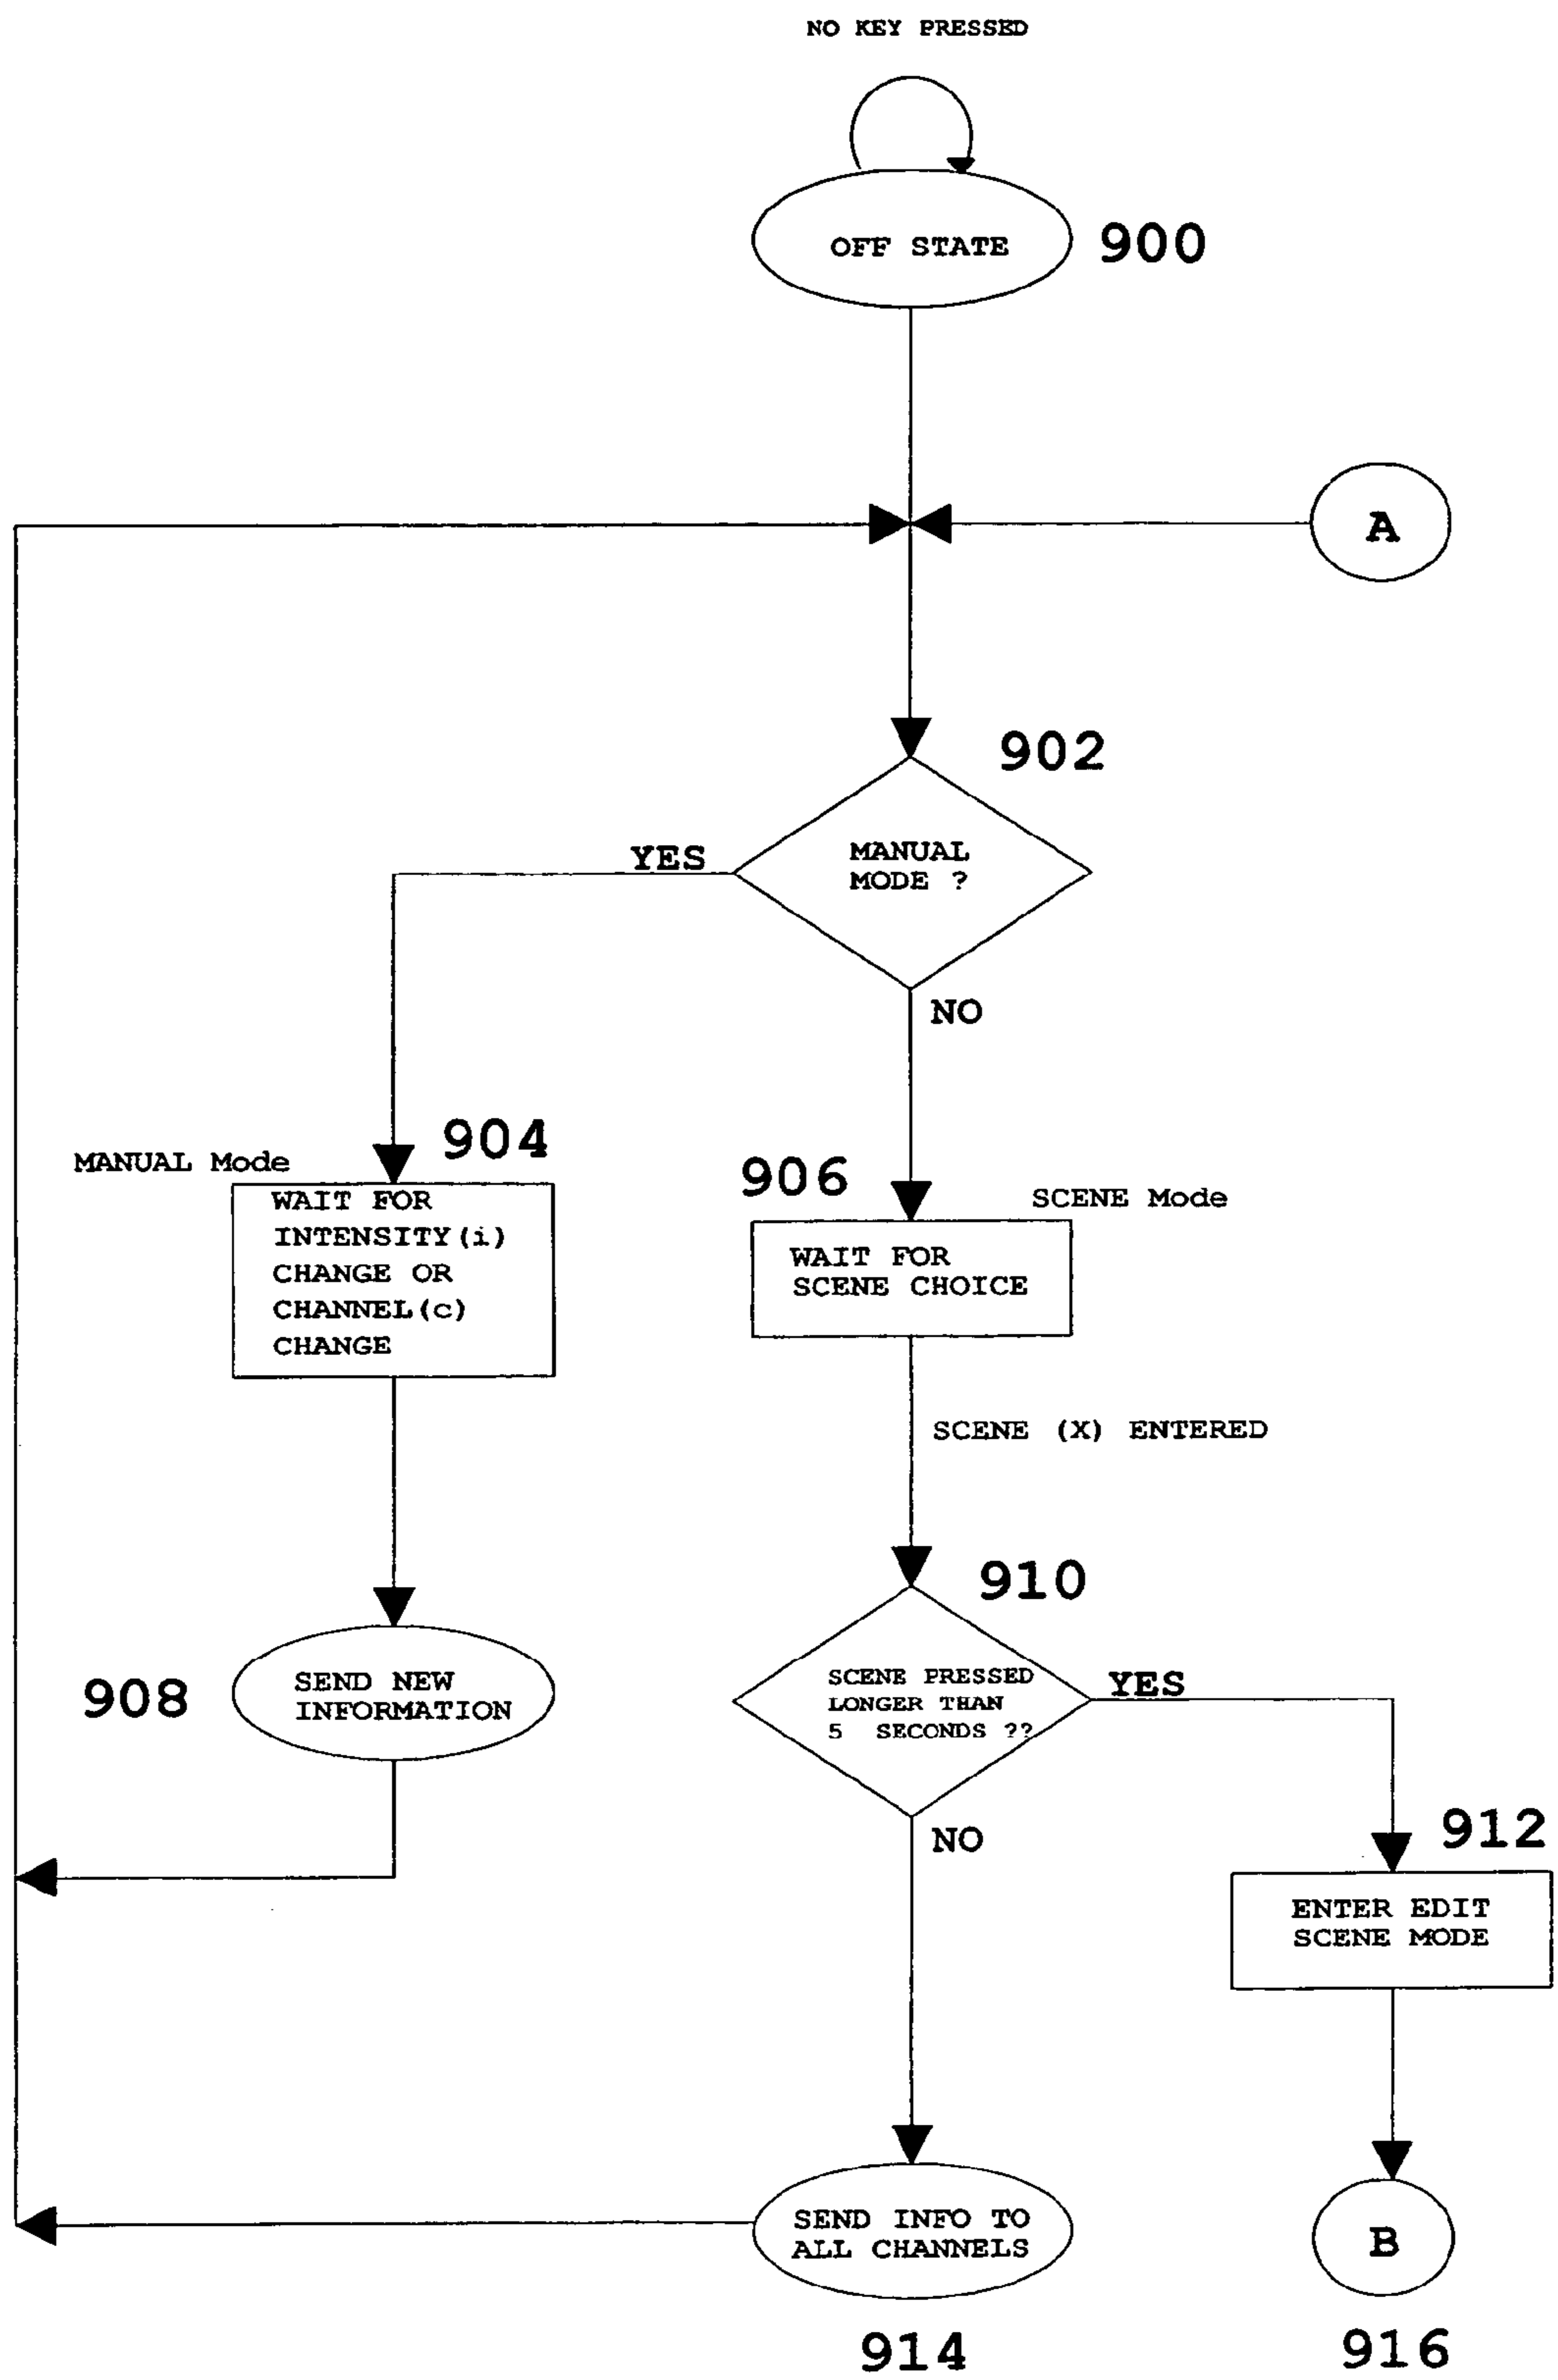 NO KEY PRESSED
OFF STATE
900
A
902
MANUAL
MODE ?
YES
NO
904
MANUAL Mode
WAIT FOR
INTENSITY(i)
CHANGE OR
CHANNEL(c)
CHANGE
906
SCENE Mode
WAIT FOR
SCENE CHOICE
SCENE (X) ENTERED
910
SCENE PRESSED
LONGER THAN
5 SECONDS ??
YES
NO
908
SEND NEW
INFORMATION
912
ENTER EDIT
SCENE MODE
SEND INFO TO
ALL CHANNELS
B
914
916